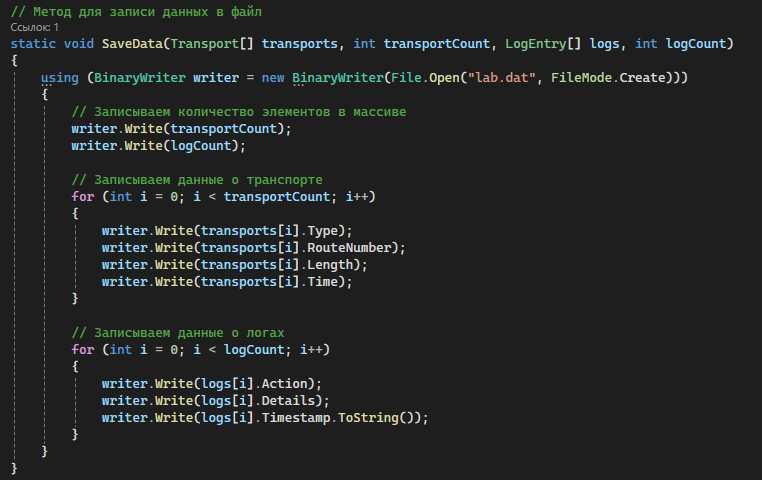 // Метод для записи данных в файл
Ссылок: 1
static void SaveData(Transport[] transports, int transportCount, LogEntry[] logs, int logCount)
{
    using (BinaryWriter writer = new BinaryWriter(File.Open("lab.dat", FileMode.Create)))
    {
        // Записываем количество элементов в массиве
        writer.Write(transportCount);
        writer.Write(logCount);

        // Записываем данные о транспорте
        for (int i = 0; i < transportCount; i++)
        {
            writer.Write(transports[i].Type);
            writer.Write(transports[i].RouteNumber);
            writer.Write(transports[i].Length);
            writer.Write(transports[i].Time);
        }

        // Записываем данные о логах
        for (int i = 0; i < logCount; i++)
        {
            writer.Write(logs[i].Action);
            writer.Write(logs[i].Details);
            writer.Write(logs[i].Timestamp.ToString());
        }
    }
}